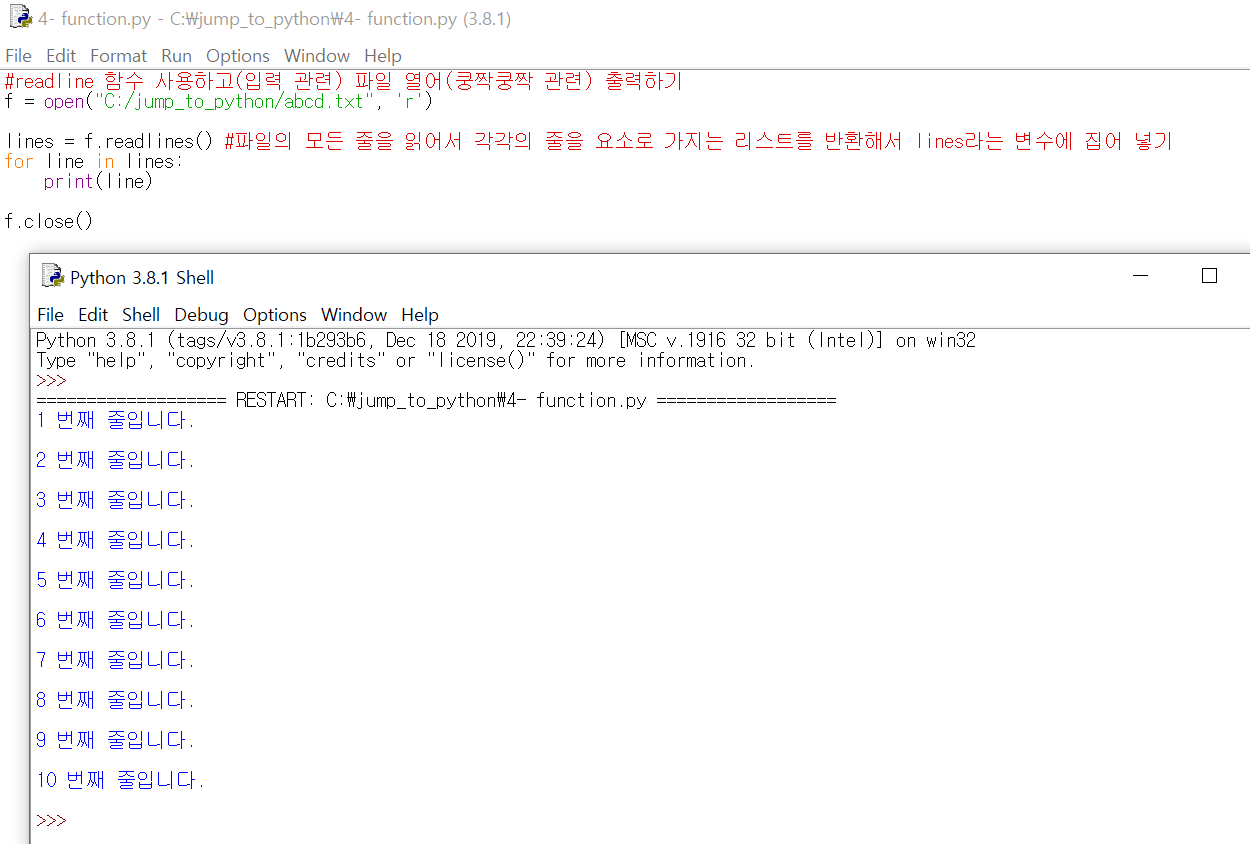 4- function.py - C:₩jump_to_python₩4- function.py (3.8.1)
File Edit Format Run Options Window Help
#readline 함수 사용하고(입력 관련) 파일 열어(쿵짝쿵짝 관련) 출력하기
f = open("C:/jump_to_python/abcd.txt", 'r')
lines = f.readlines() #파일의 모든 줄을 읽어서 각각의 줄을 요소로 가지는 리스트를 반환해서 lines라는 변수에 집어 넣기
for line in lines:
    print(line)
f.close()
Python 3.8.1 Shell
File Edit Shell Debug Options Window Help
Python 3.8.1 (tags/v3.8.1:1b293b6, Dec 18 2019, 22:39:24) [MSC v.1916 32 bit (Intel)] on win32
Type "help", "copyright", "credits" or "license()" for more information.
>>>
=================== RESTART: C:₩jump_to_python₩4- function.py ==================
1 번째 줄입니다.
2 번째 줄입니다.
3 번째 줄입니다.
4 번째 줄입니다.
5 번째 줄입니다.
6 번째 줄입니다.
7 번째 줄입니다.
8 번째 줄입니다.
9 번째 줄입니다.
10 번째 줄입니다.
>>>